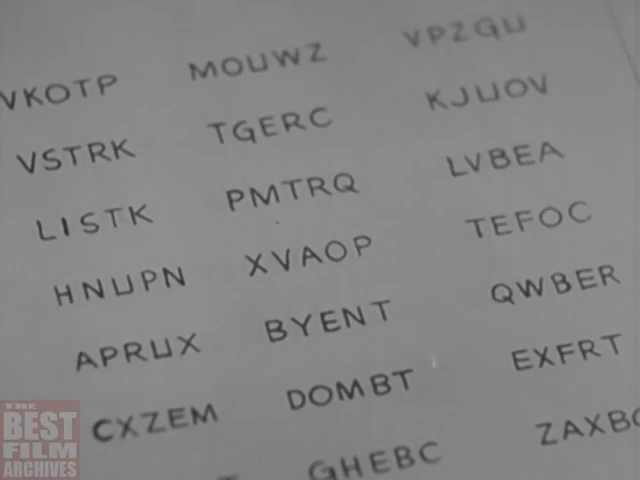 VKOTP MOUWZ VPZGU
VSTRK TGERC KJUOV
LISTK PMTRQ LVBEA
HNUPN XVAOP TEFOC
APRUX BYENT QWBER
CXZEM DOMBT EXFRT
GHEBC ZAXBC
THE
BEST
FILM
ARCHIVES